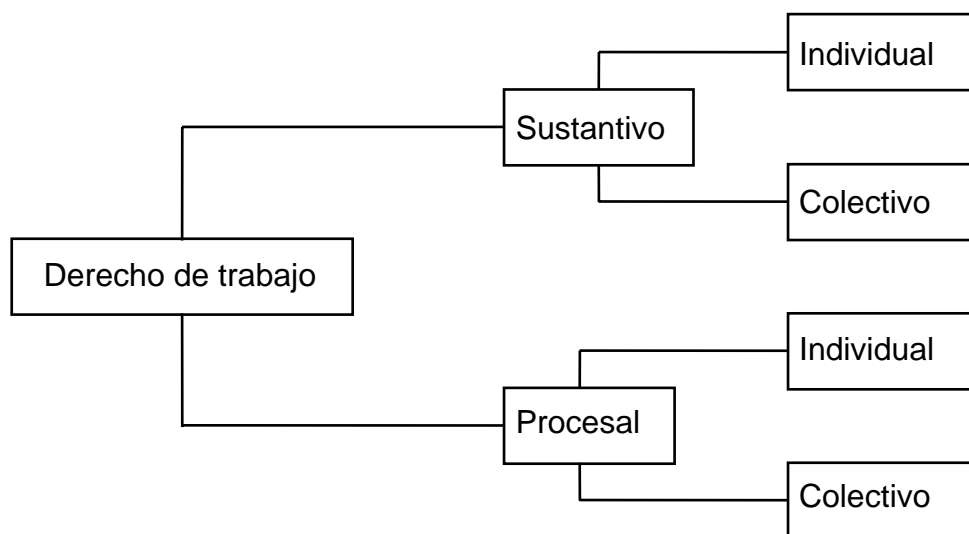 Individual
Sustantivo
Colectivo
Derecho de trabajo
Individual
Procesal
Colectivo